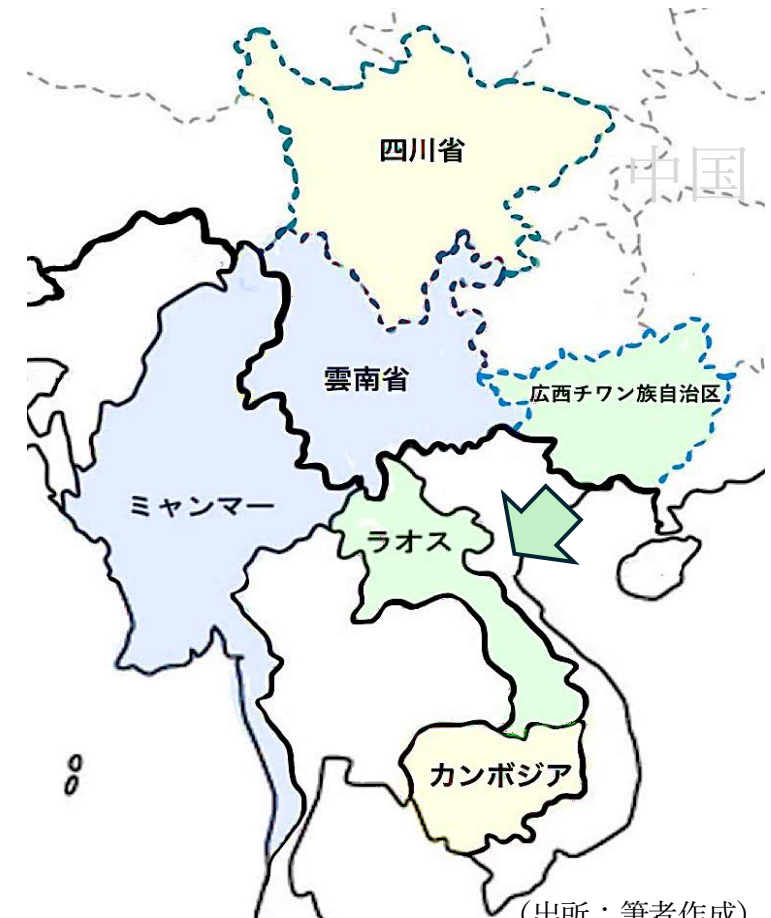 四川省
中国
雲南省
広西チワン族自治区
ミャンマー
ラオス
カンボジア
(出所：筆者作成)